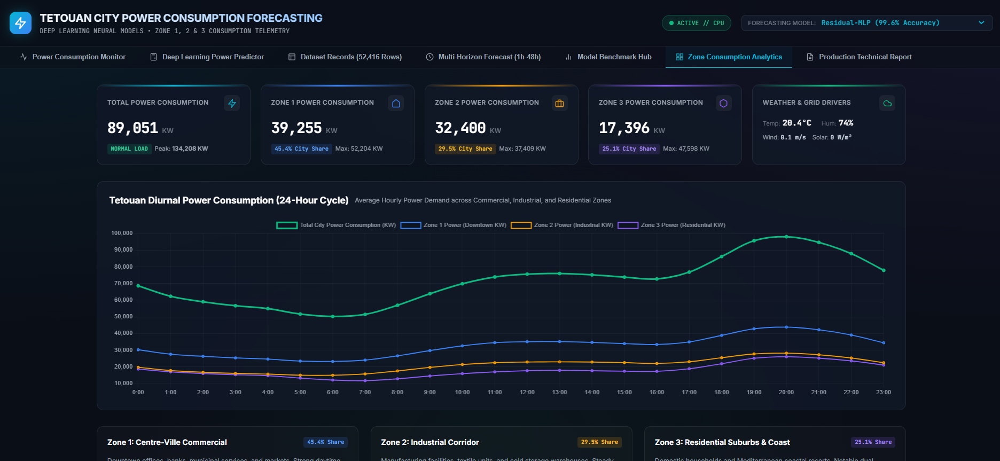 TETOUAN CITY POWER CONSUMPTION FORECASTING
DEEP LEARNING NEURAL MODELS • ZONE 1, 2 & 3 CONSUMPTION TELEMETRY
ACTIVE // CPU
FORECASTING MODEL: Residual-MLP (99.6% Accuracy)
Power Consumption Monitor
Deep Learning Power Predictor
Dataset Records (52,416 Rows)
Multi-Horizon Forecast (1h-48h)
Model Benchmark Hub
Zone Consumption Analytics
Production Technical Report
TOTAL POWER CONSUMPTION
89,051 KW
NORMAL LOAD Peak: 134,208 KW
ZONE 1 POWER CONSUMPTION
39,255 KW
45.4% City Share Max: 52,204 KW
ZONE 2 POWER CONSUMPTION
32,400 KW
29.5% City Share Max: 37,409 KW
ZONE 3 POWER CONSUMPTION
17,396 KW
25.1% City Share Max: 47,598 KW
WEATHER & GRID DRIVERS
Temp: 20.4°C Hum: 74%
Wind: 0.1 m/s Solar: 0 W/m²
Tetouan Diurnal Power Consumption (24-Hour Cycle) Average Hourly Power Demand across Commercial, Industrial, and Residential Zones
Total City Power Consumption (KW) Zone 1 Power (Downtown KW) Zone 2 Power (Industrial KW) Zone 3 Power (Residential KW)
100,000
90,000
80,000
70,000
60,000
50,000
40,000
30,000
20,000
10,000
0:00 1:00 2:00 3:00 4:00 5:00 6:00 7:00 8:00 9:00 10:00 11:00 12:00 13:00 14:00 15:00 16:00 17:00 18:00 19:00 20:00 21:00 22:00 23:00
Zone 1: Centre-Ville Commercial 45.4% Share
Downtown offices, banks, municipal services, and markets. Strong daytime
Zone 2: Industrial Corridor 29.5% Share
Manufacturing facilities, textile units, and cold storage warehouses. Steady
Zone 3: Residential Suburbs & Coast 25.1% Share
Domestic households and Mediterranean coastal resorts. Notable dual